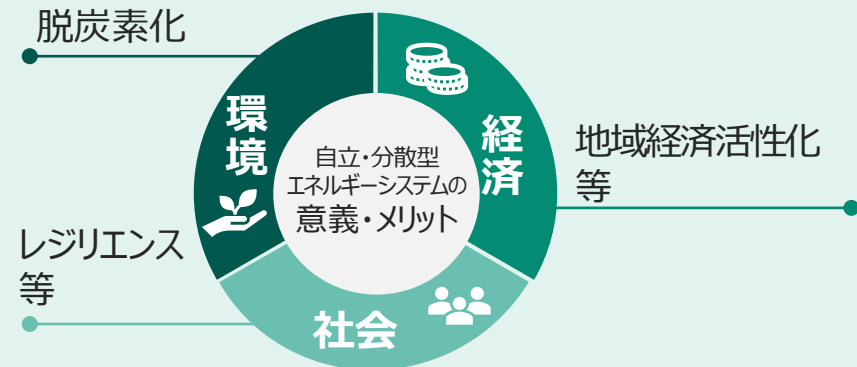 脱炭素化
環境
経済
自立・分散型
エネルギーシステムの
意義・メリット
地域経済活性化
等
レジリエンス
等
社会